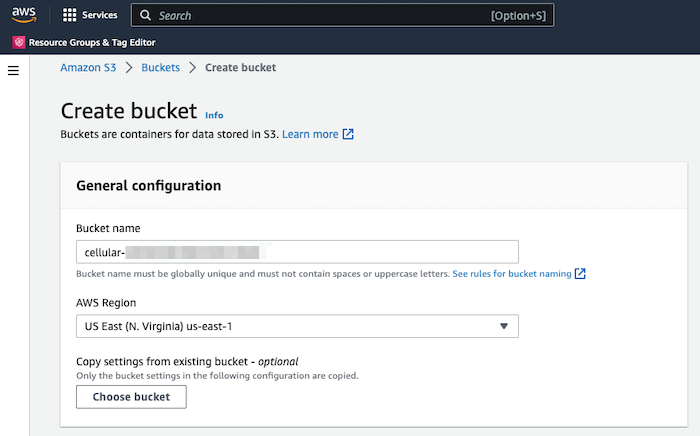 aws Services Search [Option+S]
Resource Groups & Tag Editor
Amazon S3 > Buckets > Create bucket
Create bucket Info
Buckets are containers for data stored in S3. Learn more
General configuration
Bucket name
cellular-
Bucket name must be globally unique and must not contain spaces or uppercase letters. See rules for bucket naming
AWS Region
US East (N. Virginia) us-east-1
Copy settings from existing bucket - optional
Only the bucket settings in the following configuration are copied.
Choose bucket